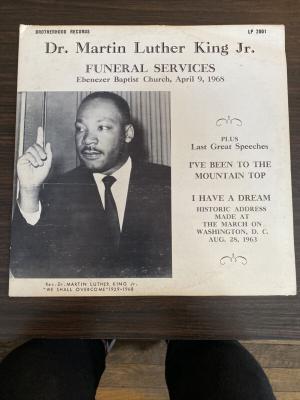 BROTHERHOOD RECORDS
LP 2001
Dr. Martin Luther King Jr.
FUNERAL SERVICES
Ebenezer Baptist Church, April 9, 1968
PLUS
Last Great Speeches
I'VE BEEN TO THE
MOUNTAIN TOP
I HAVE A DREAM
HISTORIC ADDRESS
MADE AT
THE MARCH ON
WASHINGTON, D. C.
AUG. 28, 1963
Rev. Dr. MARTIN LUTHER KING Jr.
"WE SHALL OVERCOME" 1929-1968